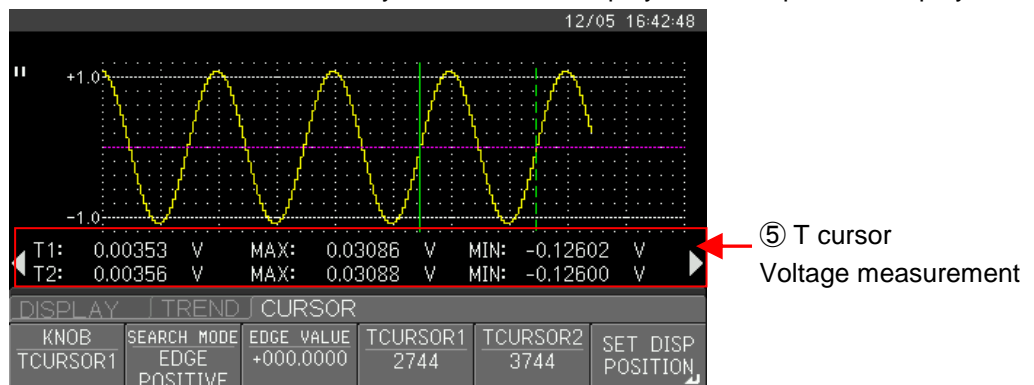 12/05 16:42:48
+1.0
-1.0
T1: 0.00353 V MAX: 0.03086 V MIN: -0.12602 V
T2: 0.00356 V MAX: 0.03088 V MIN: -0.12600 V
⑤ T cursor
Voltage measurement
DISPLAY TREND CURSOR
KNOB
TCURSOR1
SEARCH MODE
EDGE
POSITIVE
EDGE VALUE
+000.0000
TCURSOR1
2744
TCURSOR2
3744
SET DISP
POSITION